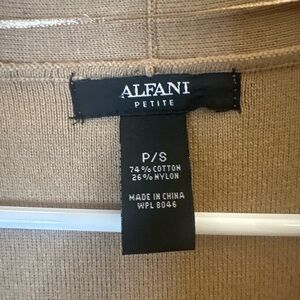 ALFANI
PETITE
P/S
74% COTTON
26% NYLON
MADE IN CHINA
WPL 8046